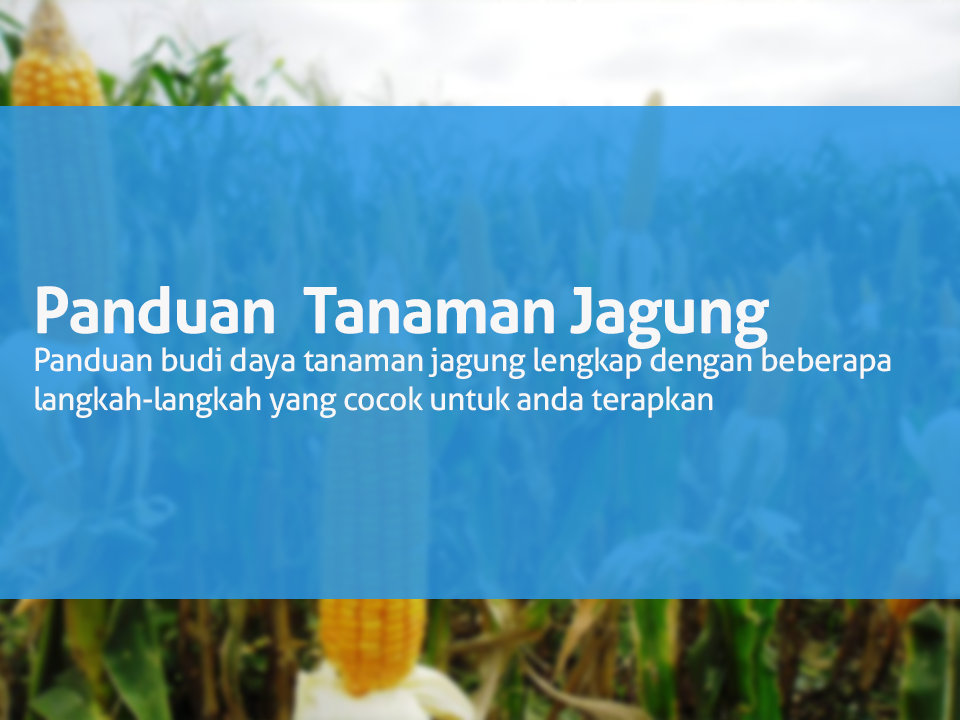 Panduan  Tanaman Jagung
Panduan budi daya tanaman jagung lengkap dengan beberapa
langkah-langkah yang cocok untuk anda terapkan